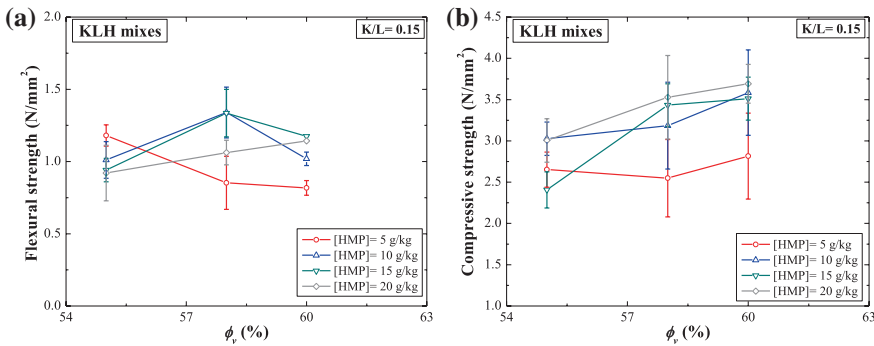 (a)
KLH mixes
K/L= 0.15
Flexural strength (N/mm²)
2.0
1.5
1.0
0.5
0.0
54
57
60
63
ϕv (%)
[HMP]= 5 g/kg
[HMP]= 10 g/kg
[HMP]= 15 g/kg
[HMP]= 20 g/kg
(b)
KLH mixes
K/L= 0.15
Compressive strength (N/mm²)
4.5
4.0
3.5
3.0
2.5
2.0
1.5
1.0
54
57
60
63
ϕv (%)
[HMP]= 5 g/kg
[HMP]= 10 g/kg
[HMP]= 15 g/kg
[HMP]= 20 g/kg